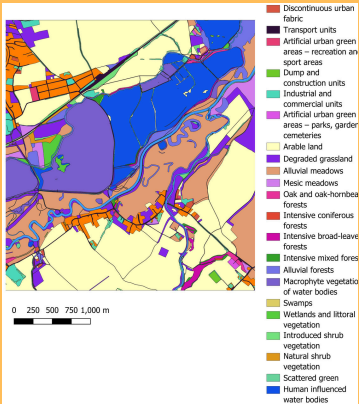 Discontinuous urban
fabric
Transport units
Artificial urban green
areas – recreation and
sport areas
Dump and
construction units
Industrial and
commercial units
Artificial urban green
areas – parks, garden
cemeteries
Arable land
Degraded grassland
Alluvial meadows
Mesic meadows
Oak and oak-hornbea
forests
Intensive coniferous
forests
Intensive broad-leave
forests
Intensive mixed fores
Alluvial forests
Macrophyte vegetatio
of water bodies
Swamps
Wetlands and littoral
vegetation
Introduced shrub
vegetation
Natural shrub
vegetation
Scattered green
Human influenced
water bodies
0 250 500 750 1,000 m